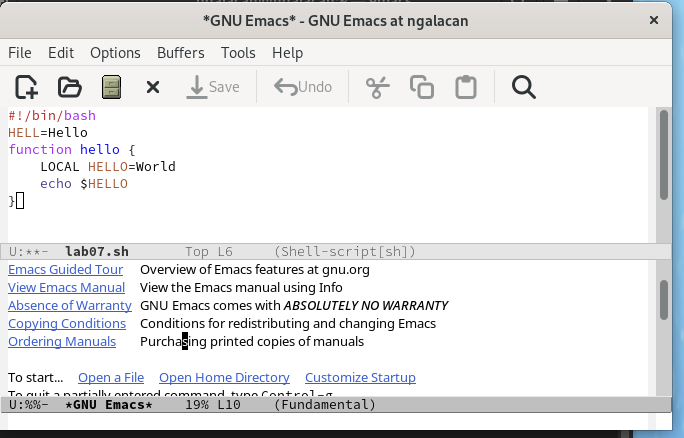 *GNU Emacs* - GNU Emacs at ngalacan
File Edit Options Buffers Tools Help
Save Undo
#!/bin/bash
HELL=Hello
function hello {
    LOCAL HELLO=World
    echo $HELLO
}
U:**- lab07.sh Top L6 (Shell-script[sh])
Emacs Guided Tour Overview of Emacs features at gnu.org
View Emacs Manual View the Emacs manual using Info
Absence of Warranty GNU Emacs comes with ABSOLUTELY NO WARRANTY
Copying Conditions Conditions for redistributing and changing Emacs
Ordering Manuals Purchasing printed copies of manuals
To start... Open a File Open Home Directory Customize Startup
To quit a partially entered command, type Control-g
U:%%- *GNU Emacs* 19% L10 (Fundamental)